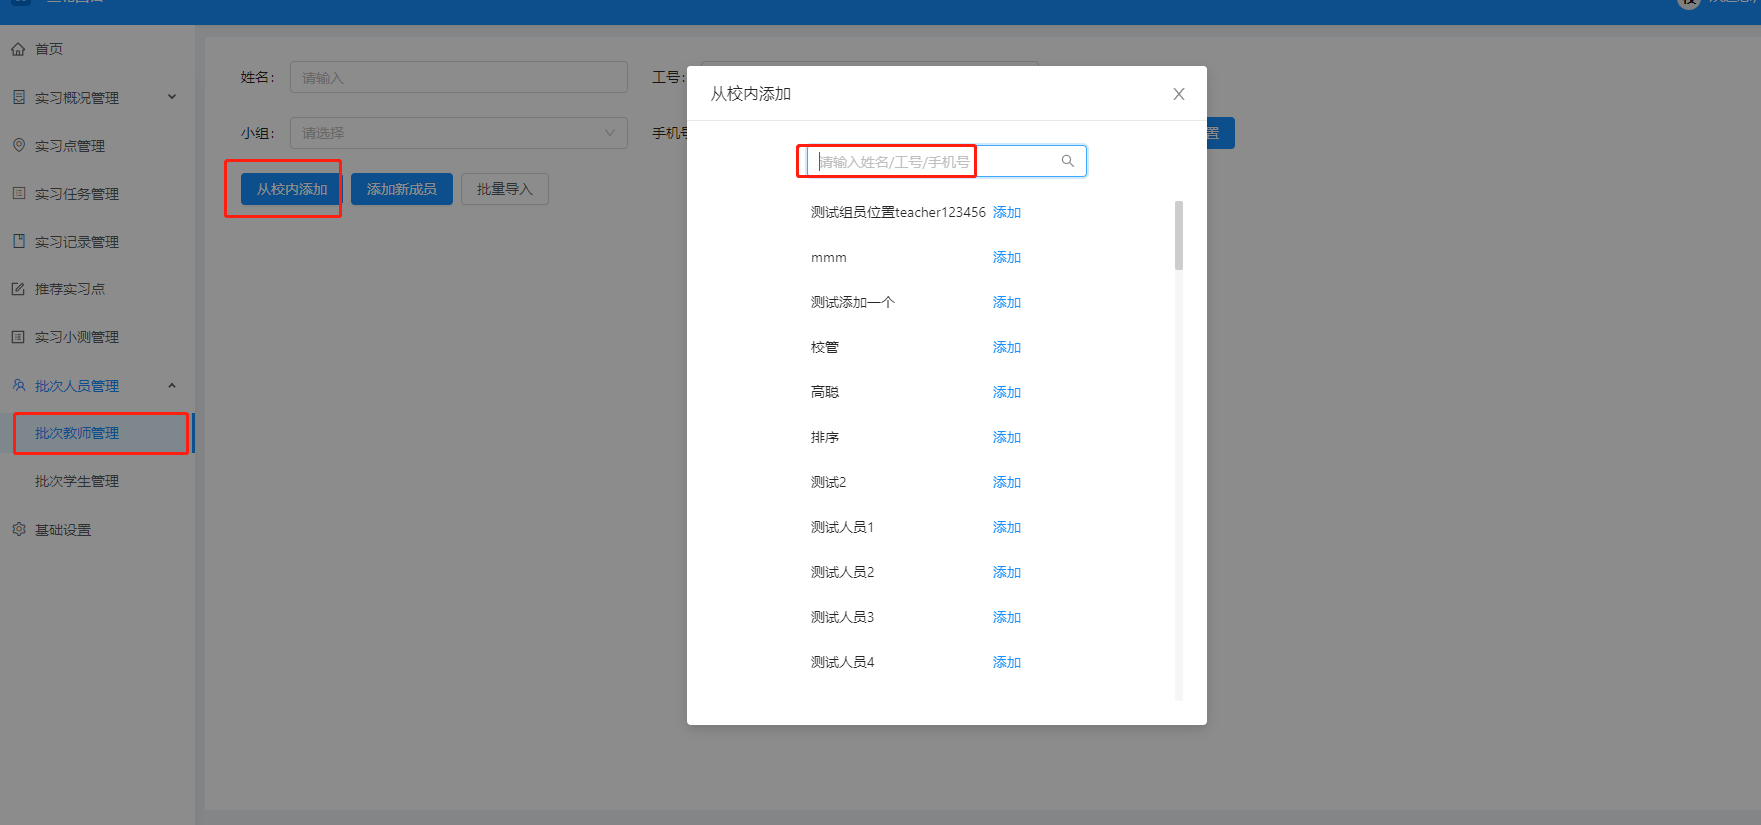 首页
实习概况管理
实习点管理
实习任务管理
实习记录管理
推荐实习点
实习小测管理
批次人员管理
批次教师管理
批次学生管理
基础设置
姓名: 请输入
工号:
小组: 请选择
手机号
置
从校内添加 添加新成员 批量导入
从校内添加
请输入姓名/工号/手机号
测试组员位置teacher123456 添加
mmm 添加
测试添加一个 添加
校管 添加
高聪 添加
排序 添加
测试2 添加
测试人员1 添加
测试人员2 添加
测试人员3 添加
测试人员4 添加